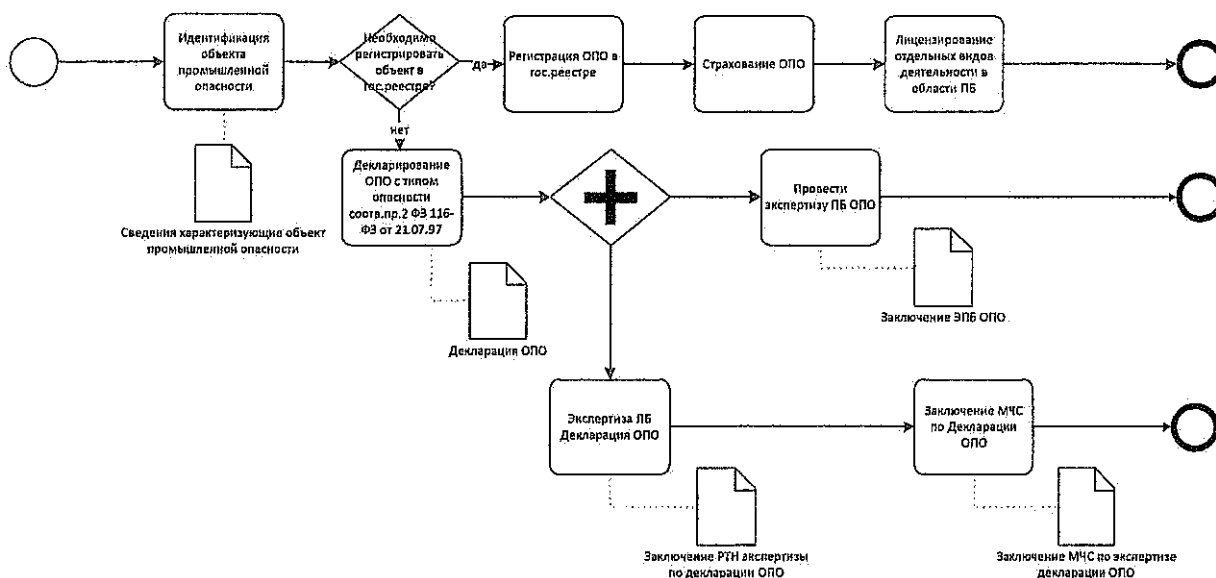 Идентификация
объекта
промышленной
опасности.
Необходимо
регистрировать
объект в
гос.реестре?
да
Регистрация ОПО в
гос.реестре
Страхование ОПО
Лицензирование
отдельных видов
деятельности в
области ПБ
нет
Сведения характеризующие объект
промышленной опасности
Декларирование
ОПО с типом
опасности
соотв.пр.2 ФЗ 116-
ФЗ от 21.07.97
Декларация ОПО
Провести
экспертизу ПБ ОПО
Заключение ЭПБ ОПО
Экспертиза ПБ
Декларация ОПО
Заключение МЧС
по Декларации
ОПО
Заключение РТН экспертизы
по декларации ОПО
Заключение МЧС по экспертизе
декларации ОПО